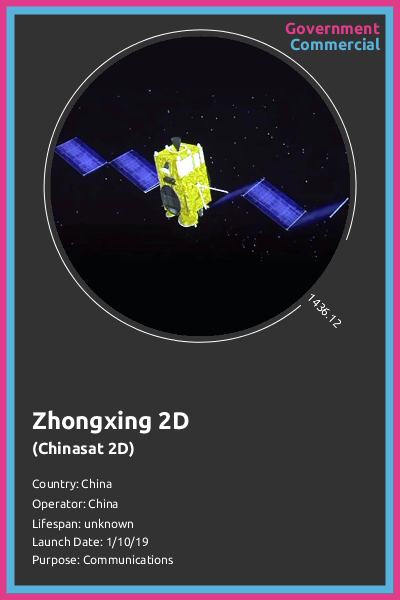 Government
Commercial
1436.12
Zhongxing 2D
(Chinasat 2D)
Country: China
Operator: China
Lifespan: unknown
Launch Date: 1/10/19
Purpose: Communications